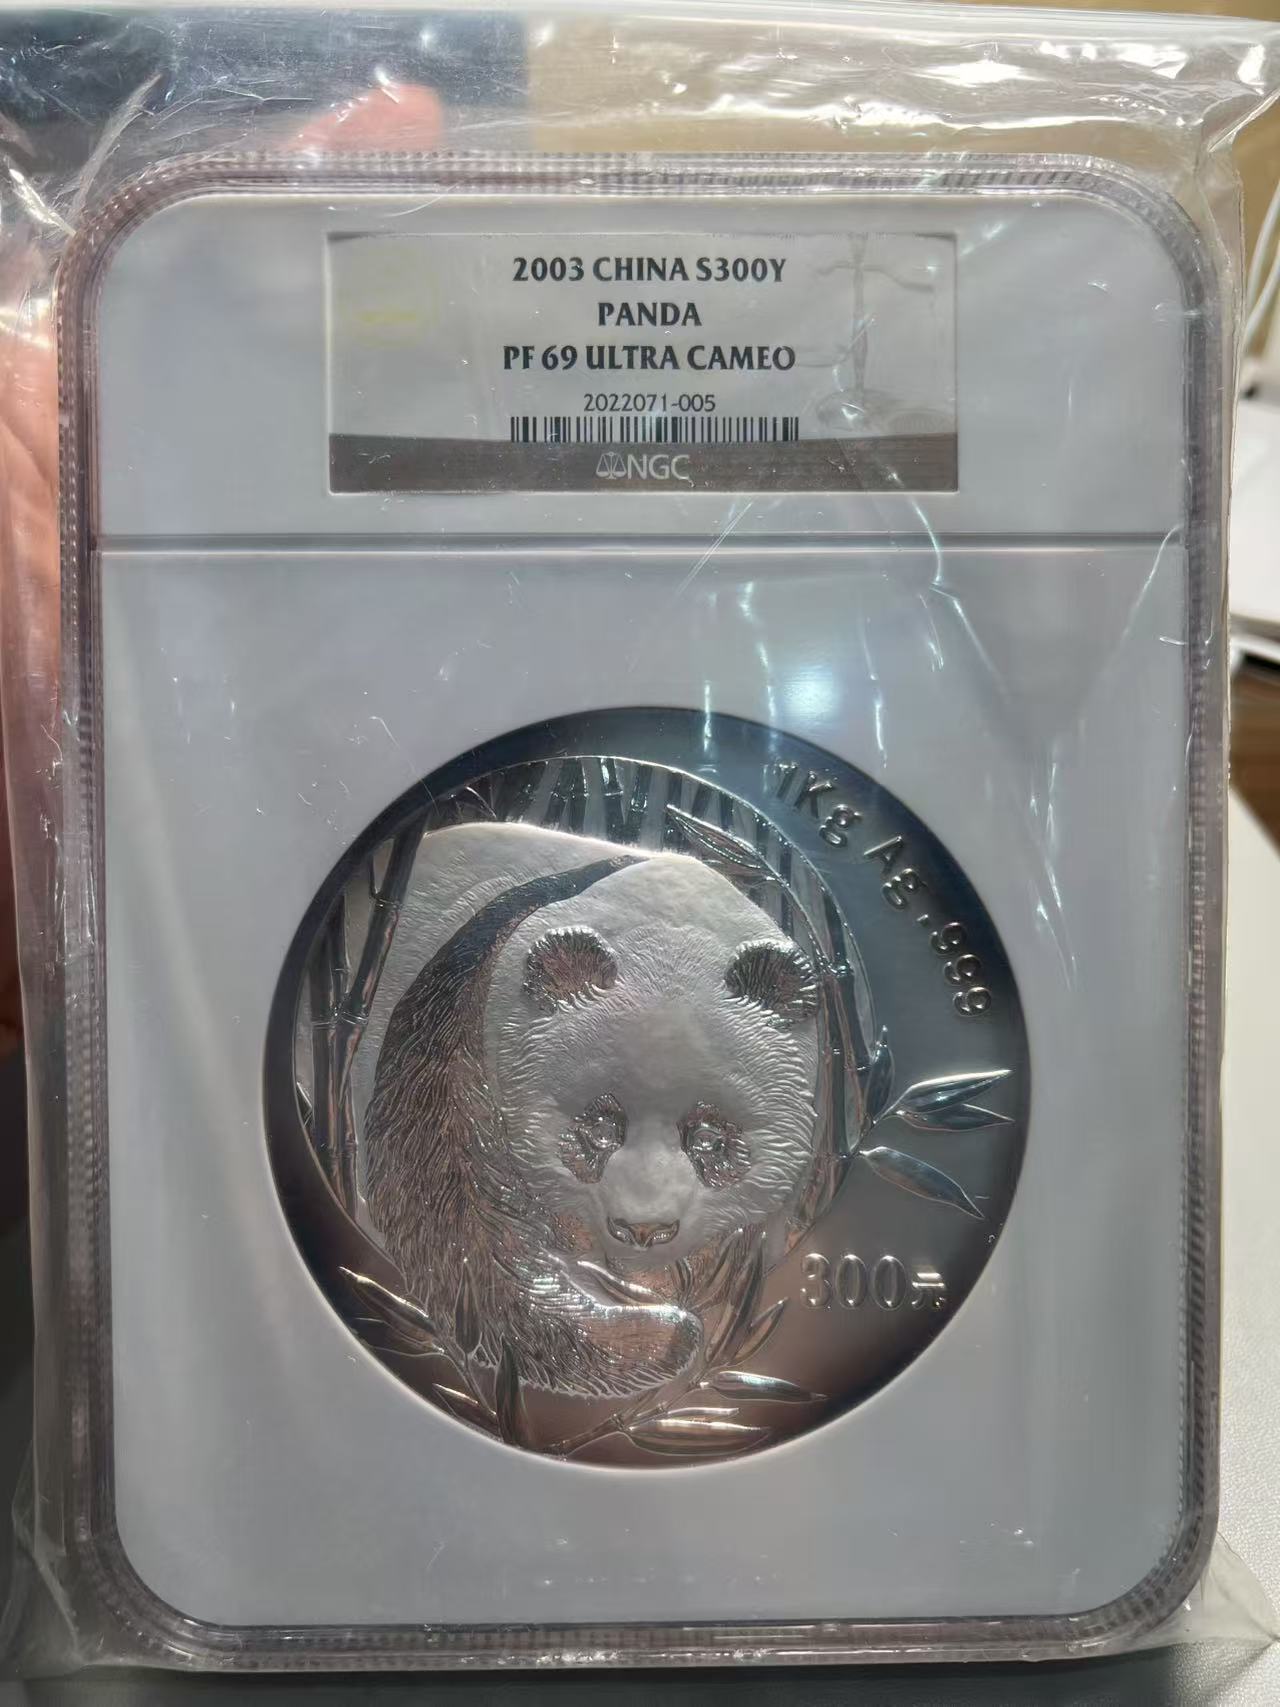 2003 CHINA S300Y
PANDA
PF 69 ULTRA CAMEO
2022071-005
NGC
1Kg Ag .999
300元